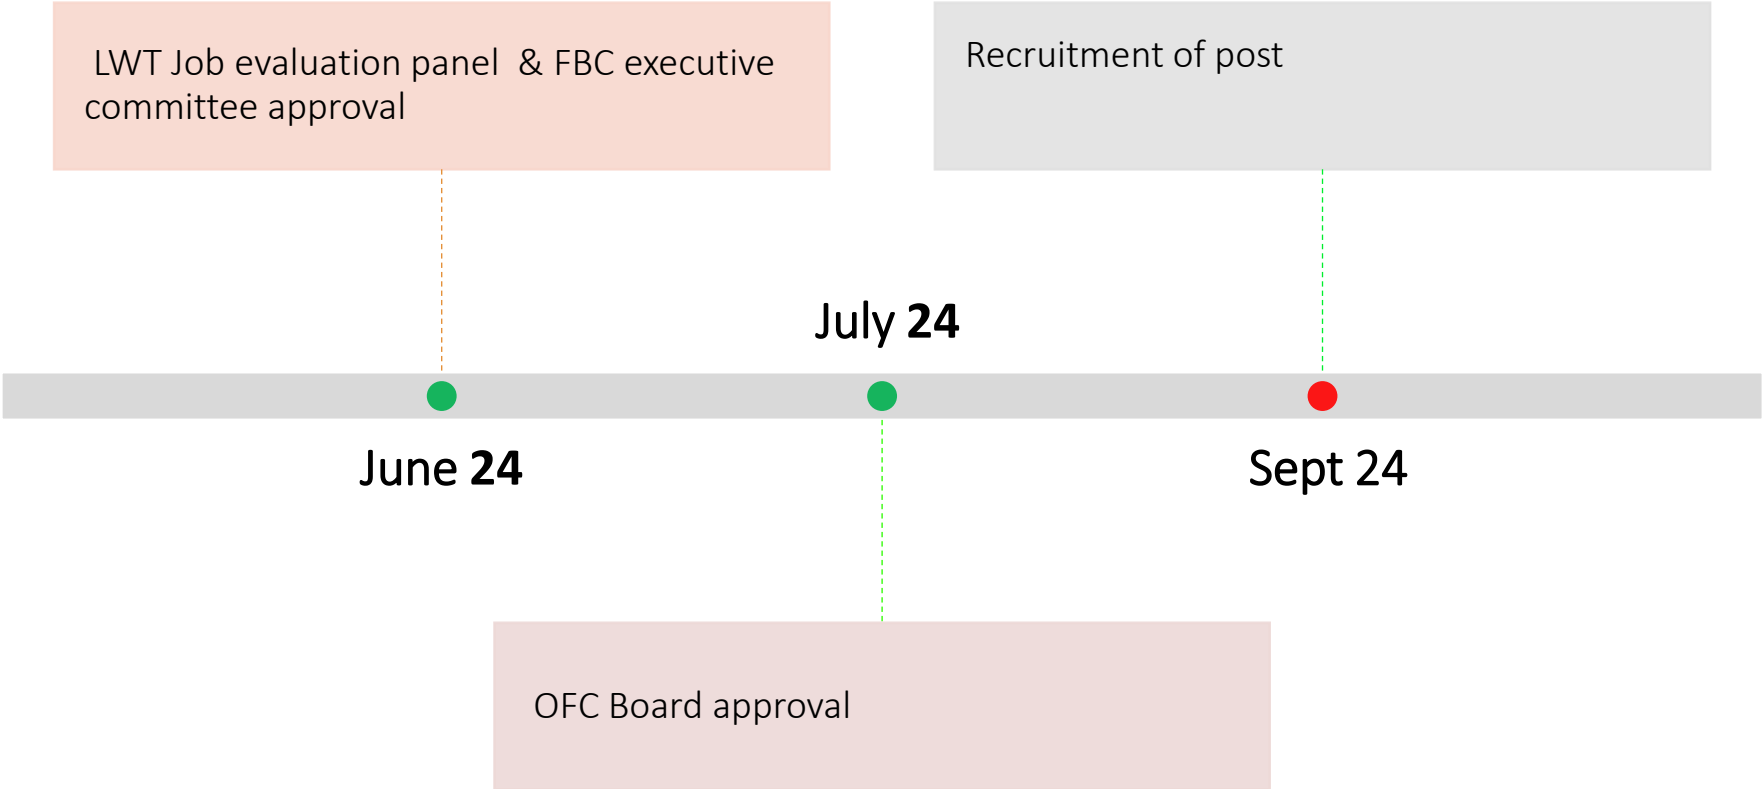 LWT Job evaluation panel & FBC executive
committee approval
Recruitment of post
July 24
June 24
Sept 24
OFC Board approval